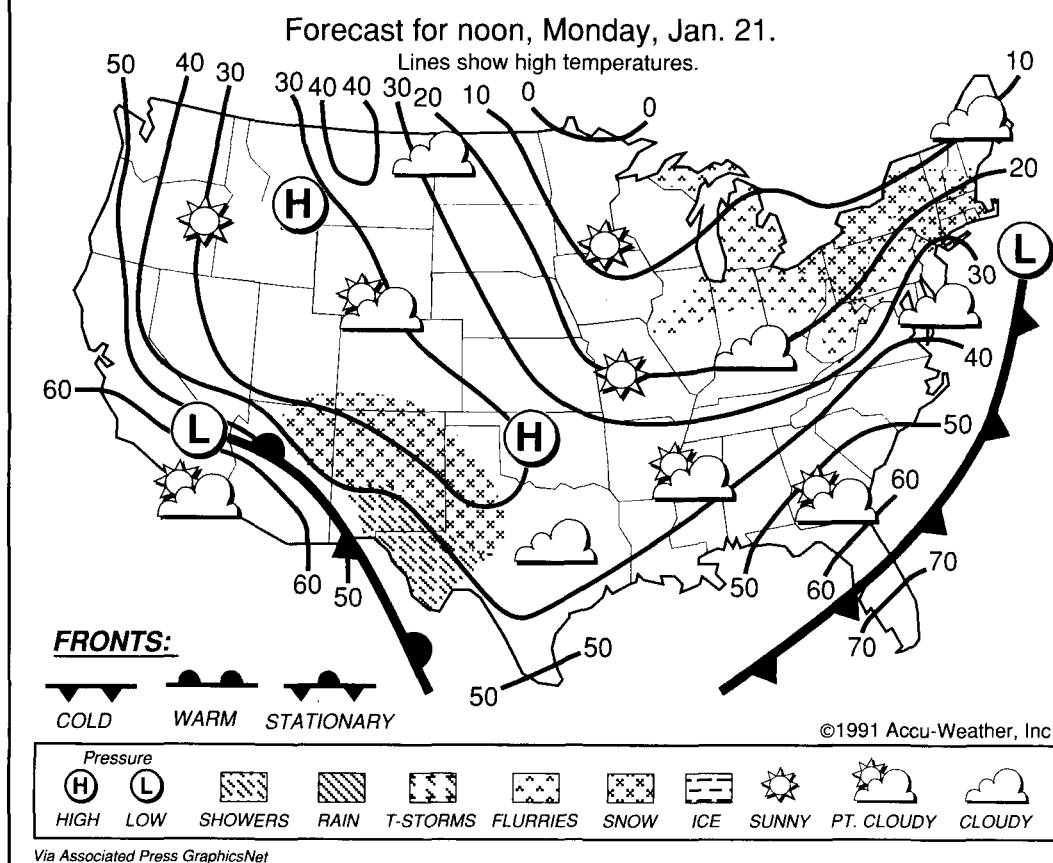 Forecast for noon, Monday, Jan. 21.
Lines show high temperatures.
50 40 30 30 40 40 30 20 10 0 0 10
20
H
L
30
40
60
L
H
50
60
70
50
60 50
60
70
50
50
FRONTS:
COLD WARM STATIONARY
©1991 Accu-Weather, Inc
Pressure
H L
HIGH LOW SHOWERS RAIN T-STORMS FLURRIES SNOW ICE SUNNY PT. CLOUDY CLOUDY
Via Associated Press GraphicsNet